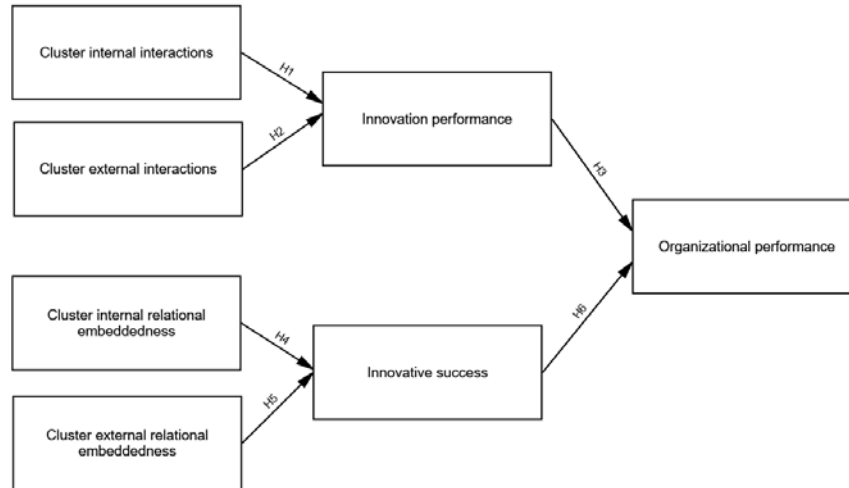 Cluster internal interactions
H1
Innovation performance
Cluster external interactions
H2
H3
Organizational performance
Cluster internal relational
embeddedness
H4
Innovative success
H6
Cluster external relational
embeddedness
H5